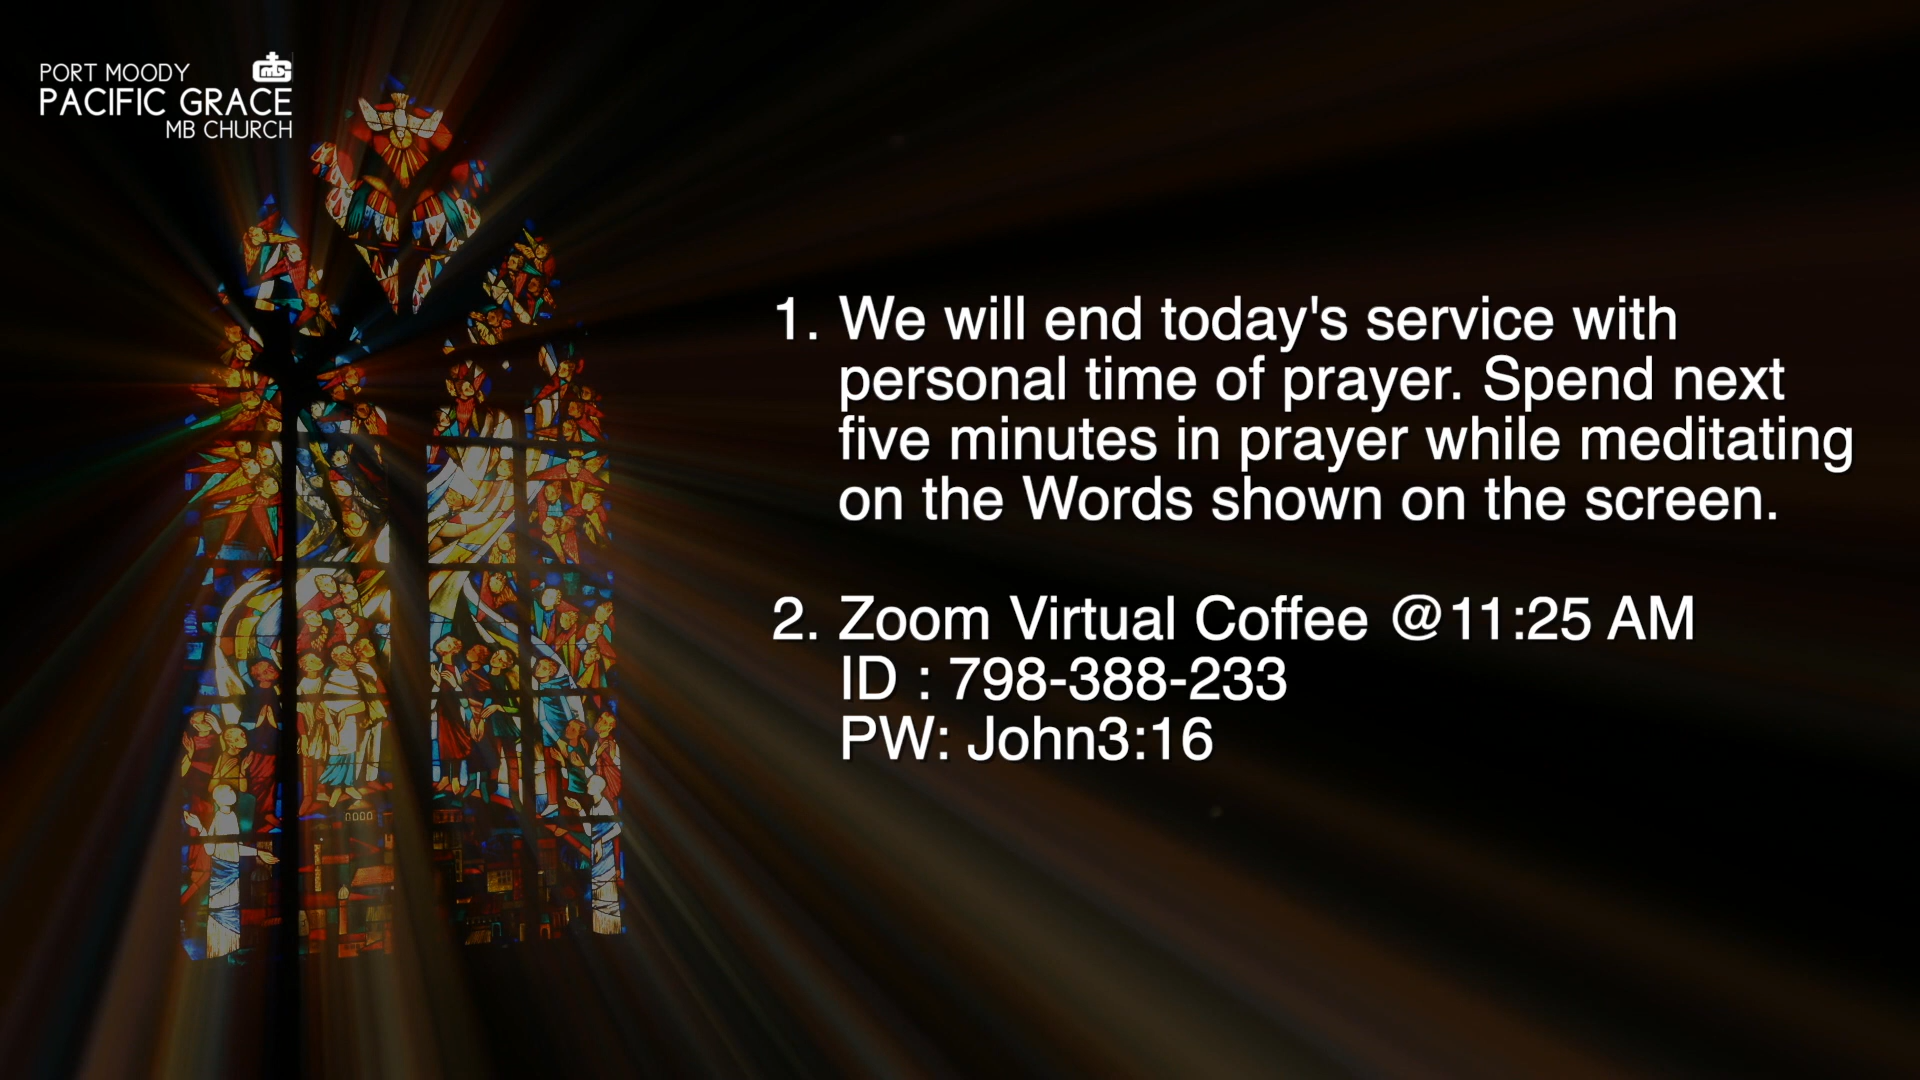 PORT MOODY
PACIFIC GRACE
MB CHURCH
1. We will end today's service with
personal time of prayer. Spend next
five minutes in prayer while meditating
on the Words shown on the screen.
2. Zoom Virtual Coffee @11:25 AM
ID : 798-388-233
PW: John3:16